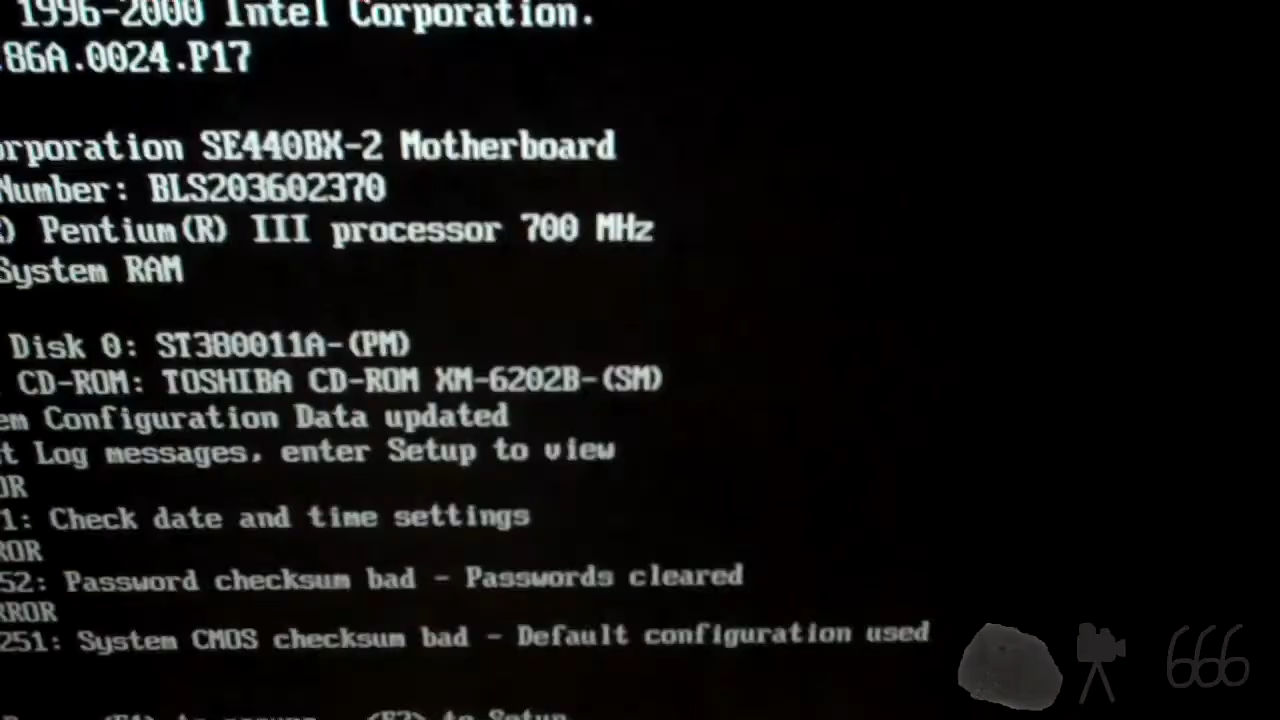 1996-2000 Intel Corporation.
.86A.0024.P17
orporation SE440BX-2 Motherboard
Number: BLS203602370
) Pentium(R) III processor 700 MHz
System RAM
Disk 0: ST380011A-(PM)
CD-ROM: TOSHIBA CD-ROM XM-6202B-(SM)
em Configuration Data updated
t Log messages, enter Setup to view
OR
1: Check date and time settings
ROR
52: Password checksum bad - Passwords cleared
RROR
251: System CMOS checksum bad - Default configuration used
to Setup
666